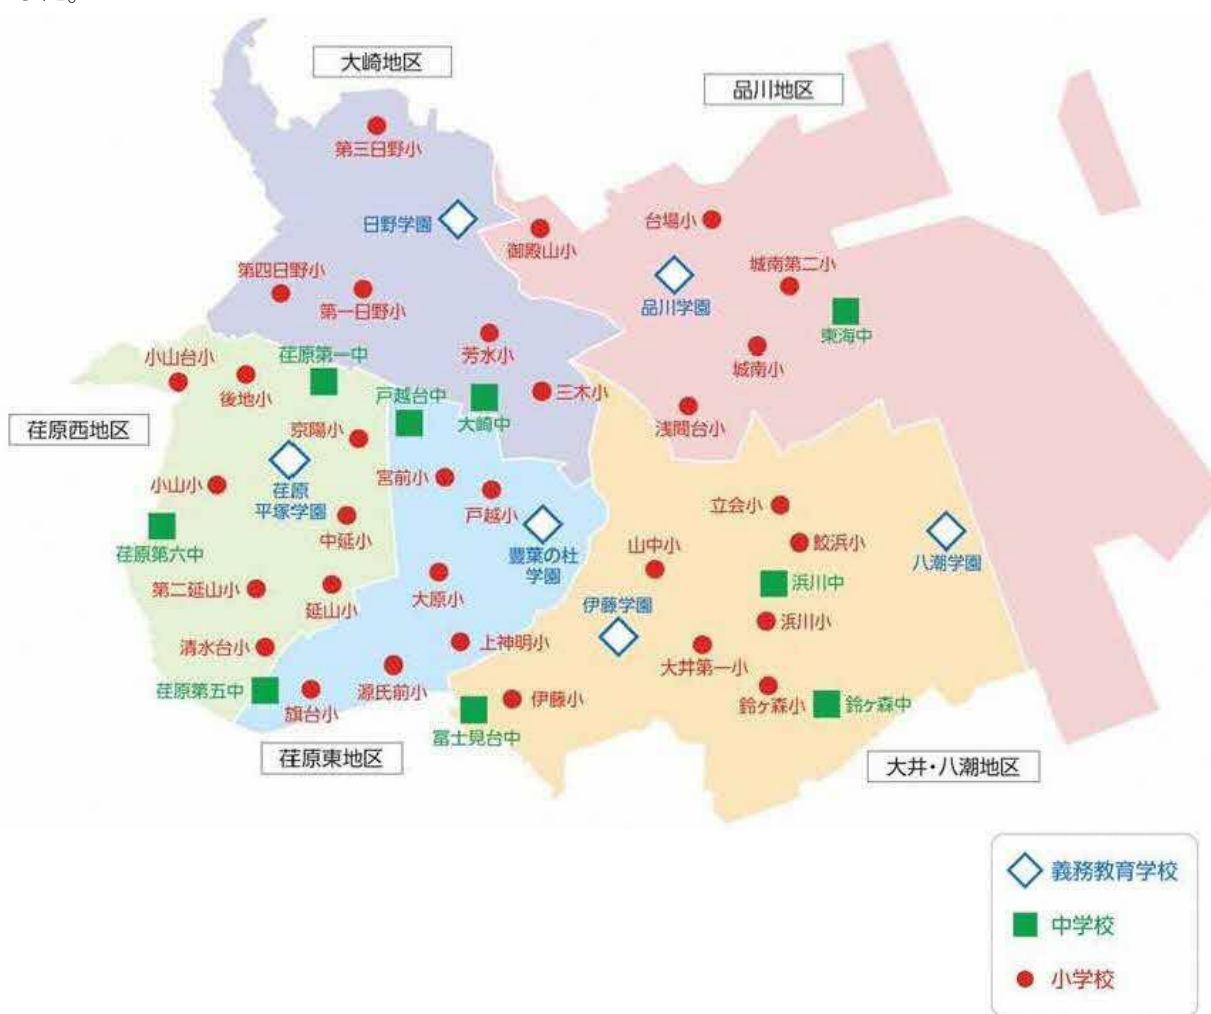 した。
大崎地区
品川地区
第三日野小
日野学園
御殿山小
台場小
城南第二小
品川学園
東海中
第四日野小
第一日野小
芳水小
城南小
小山台小
後地小
荏原第一中
戸越台中
大崎中
三木小
浅間台小
荏原西地区
京陽小
小山小
荏原
平塚学園
宮前小
戸越小
立会小
荏原第六中
中延小
豊葉の杜
学園
山中小
鮫浜小
八潮学園
第二延山小
延山小
大原小
伊藤学園
浜川中
浜川小
清水台小
上神明小
大井第一小
荏原第五中
旗台小
源氏前小
伊藤小
鈴ケ森小
鈴ケ森中
冨士見台中
荏原東地区
大井・八潮地区
義務教育学校
中学校
小学校